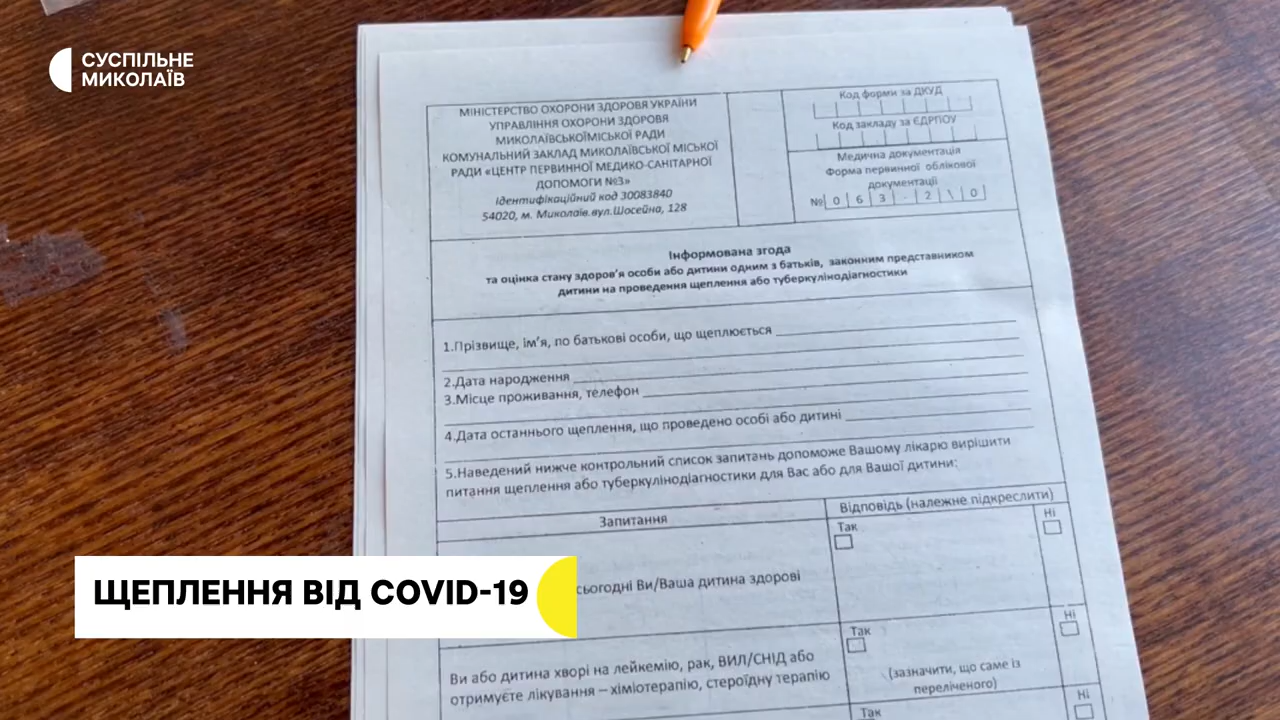 СУСПІЛЬНЕ
МИКОЛАЇВ
МІНІСТЕРСТВО ОХОРОНИ ЗДОРОВЯ УКРАЇНИ
УПРАВЛІННЯ ОХОРОНИ ЗДОРОВЯ
МИКОЛАЇВСЬКОЇМІСЬКОЇ РАДИ
КОМУНАЛЬНИЙ ЗАКЛАД МИКОЛАЇВСЬКОЇ МІСЬКОЇ
РАДИ «ЦЕНТР ПЕРВИННОЇ МЕДИКО-САНІТАРНОЇ
ДОПОМОГИ №3»
Ідентифікаційний код 30083840
54020, м. Миколаїв.вул.Шосейна, 128
Код форми за ДКУД
Код закладу за ЄДРПОУ
Медична документація
Форма первинної облікової
документації
№ 0 6 3 - 2 \ 0
Інформована згода
та оцінка стану здоров'я особи або дитини одним з батьків, законним представником
дитини на проведення щеплення або туберкулінодіагностики
1.Прізвище, ім'я, по батькові особи, що щеплюється
2.Дата народження
3.Місце проживання, телефон
4.Дата останнього щеплення, що проведено особі або дитині
5.Наведений нижче контрольний список запитань допоможе Вашому лікарю вирішити
питання щеплення або туберкулінодіагностики для Вас або для Вашої дитини:
Запитання
Відповідь (належне підкреслити)
Так
Ні
сьогодні Ви/Ваша дитина здорові
ЩЕПЛЕННЯ ВІД COVID-19
Так
Ні
Ви або дитина хворі на лейкемію, рак, ВИЛ/СНІД або
отримуєте лікування – хіміотерапію, стероїдну терапію
(зазначити, що саме із
переліченого)
Так
Ні